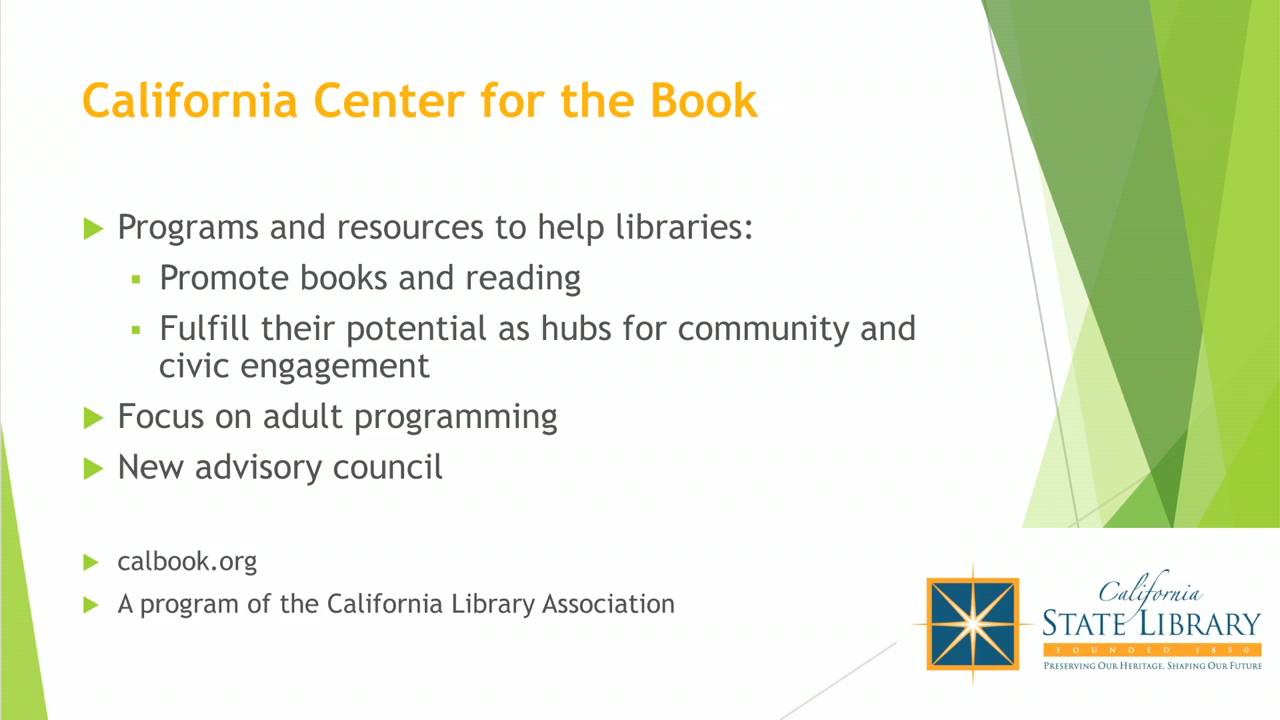 California Center for the Book
Programs and resources to help libraries:
Promote books and reading
Fulfill their potential as hubs for community and
civic engagement
Focus on adult programming
New advisory council
calbook.org
A program of the California Library Association
California
STATE LIBRARY
FOUNDED 1850
PRESERVING OUR HERITAGE, SHAPING OUR FUTURE